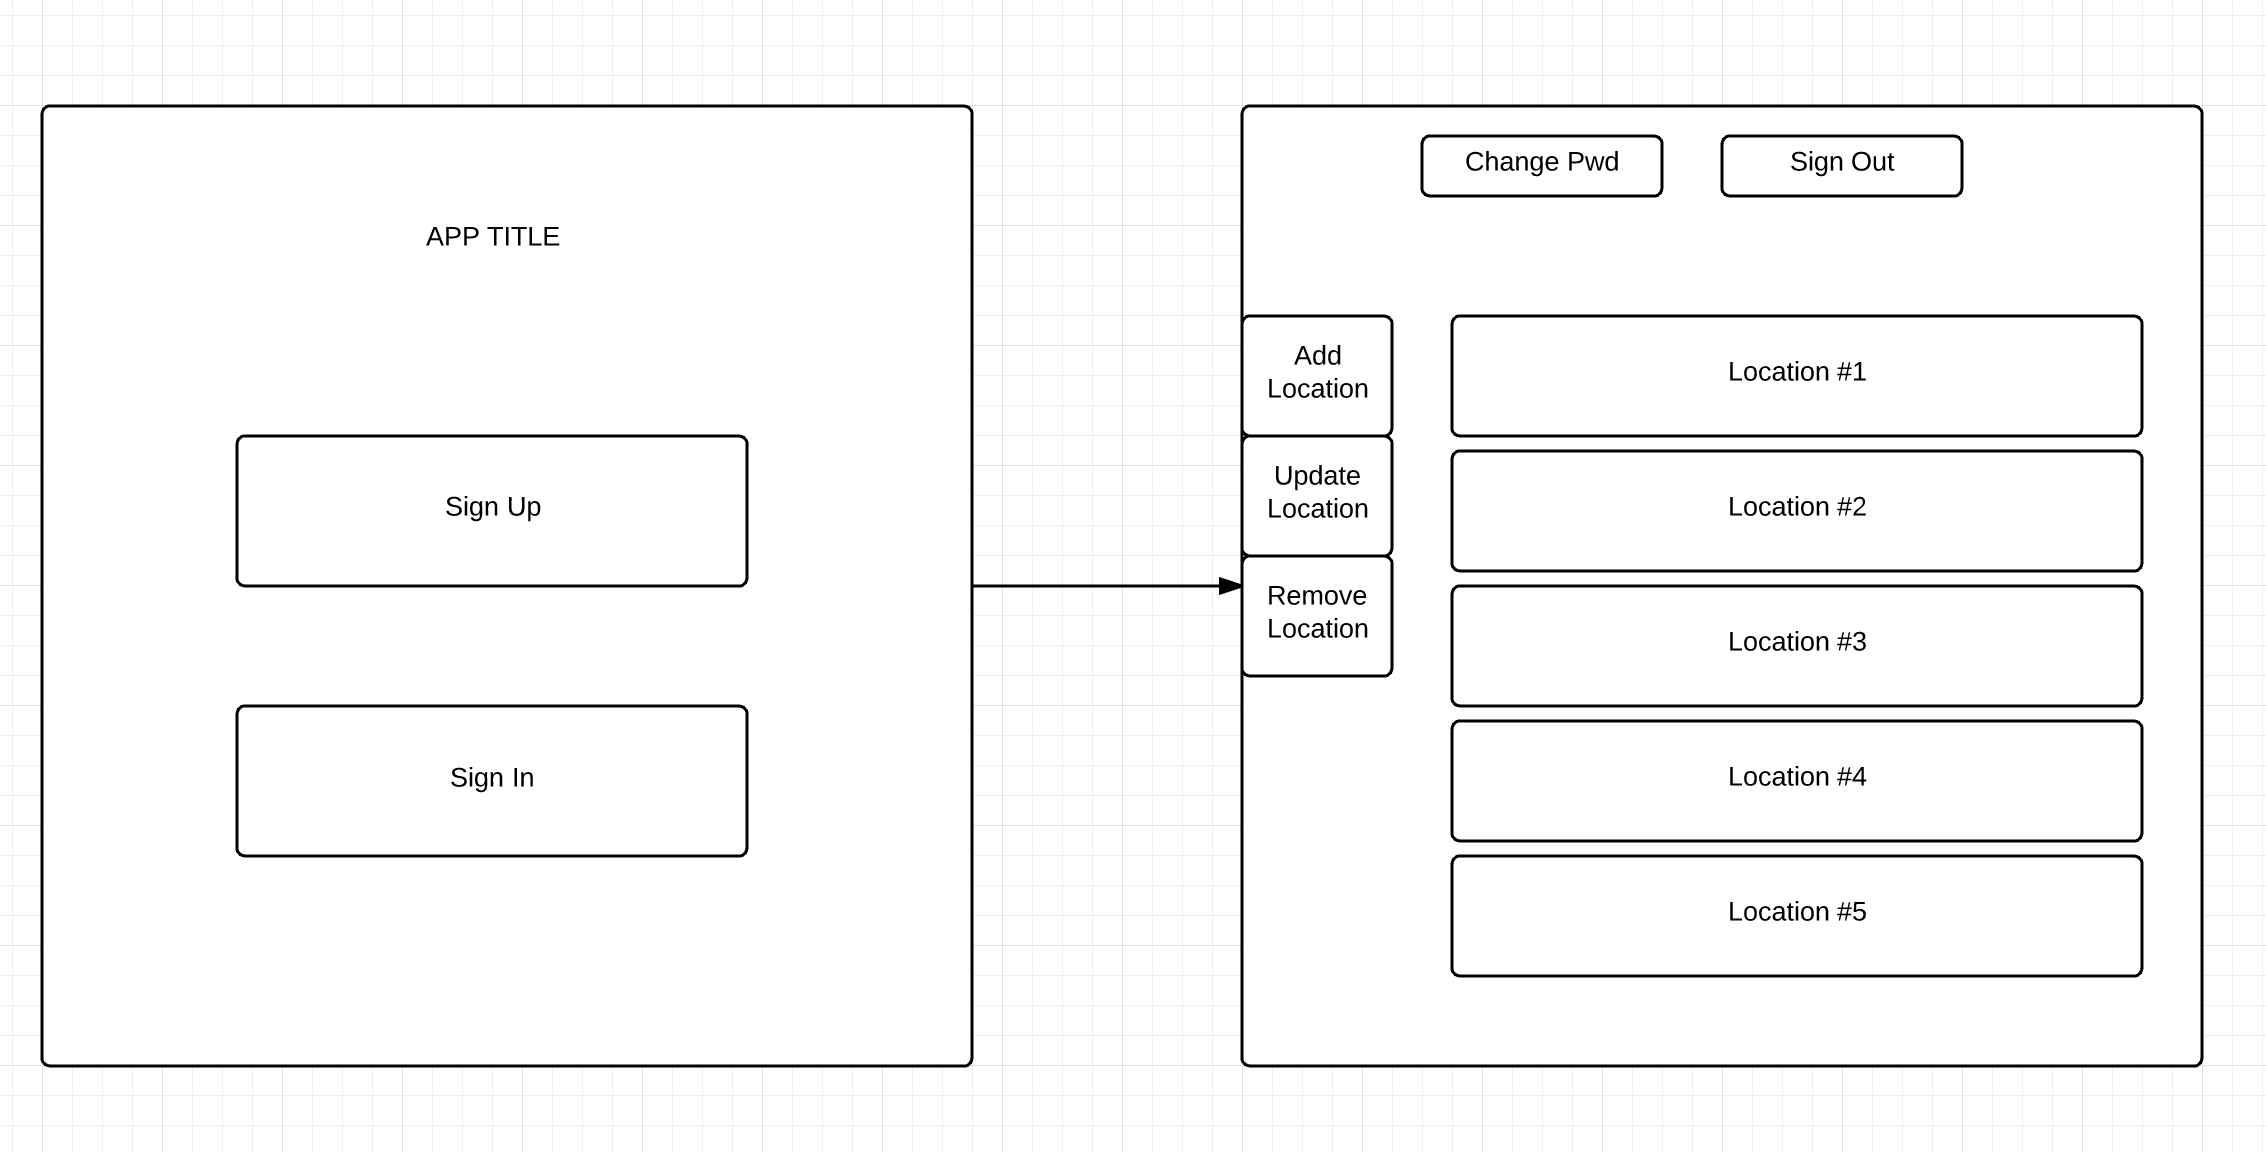 APP TITLE
Sign Up
Sign In
Change Pwd
Sign Out
Add
Location
Update
Location
Remove
Location
Location #1
Location #2
Location #3
Location #4
Location #5